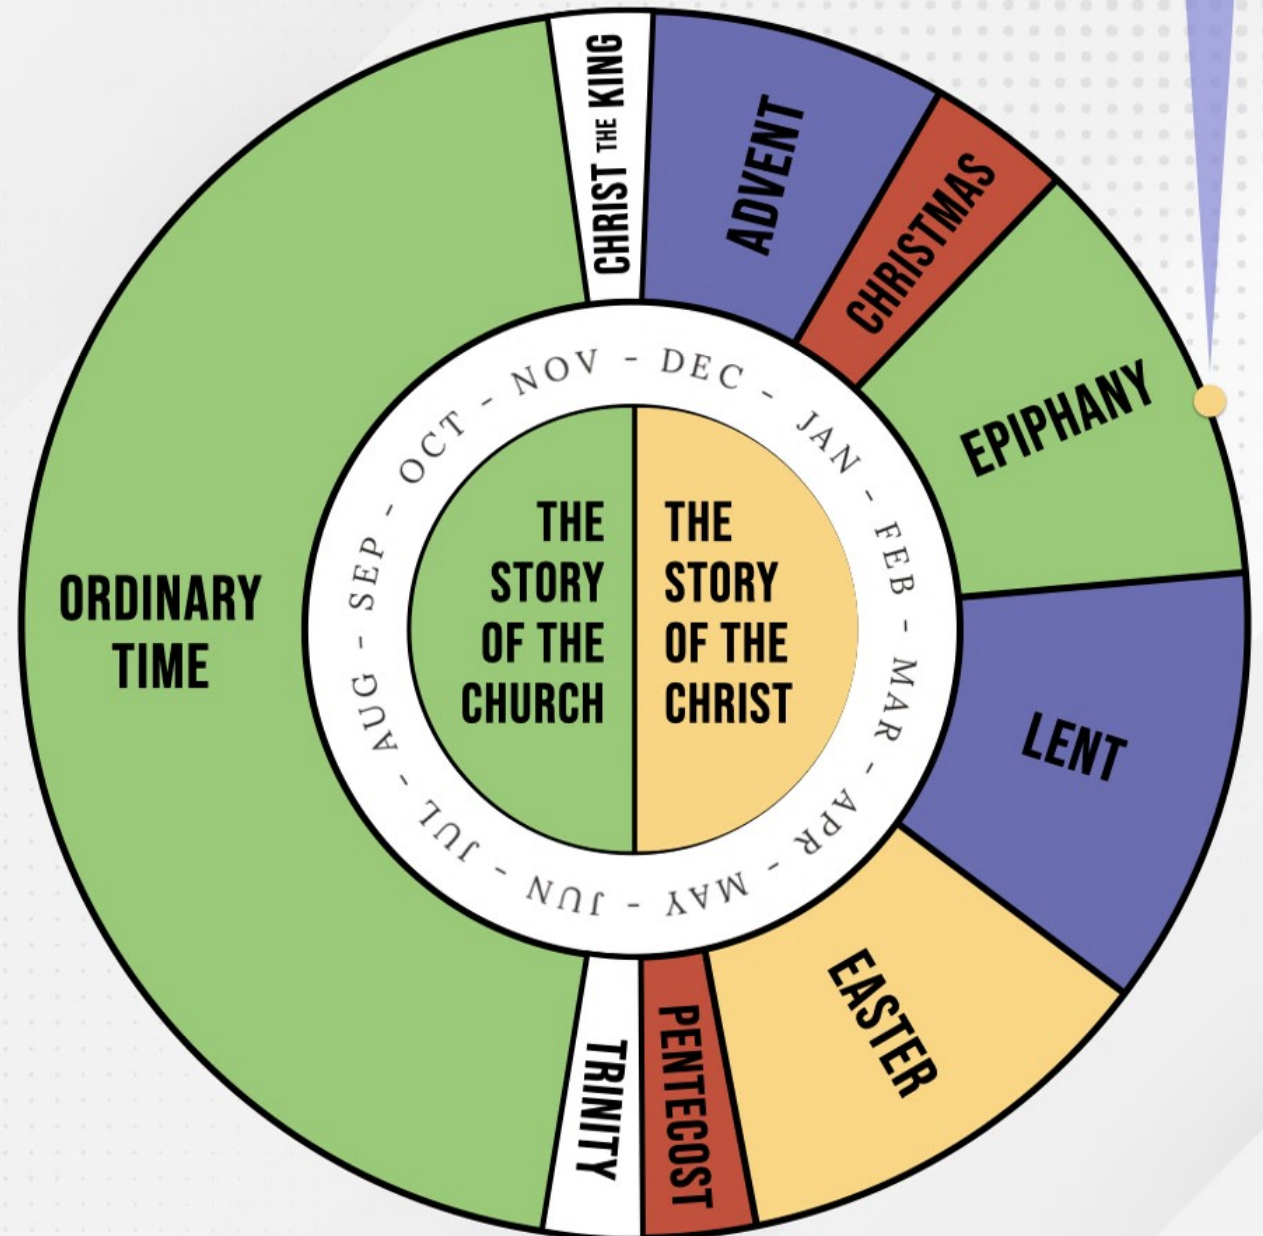 CHRIST THE KING
ADVENT
CHRISTMAS
EPIPHANY
LENT
EASTER
PENTECOST
TRINITY
ORDINARY
TIME
DEC - JAN - FEB - MAR - APR - MAY - JUN - JUL - AUG - SEP - OCT - NOV -
THE
STORY
OF THE
CHURCH
THE
STORY
OF THE
CHRIST